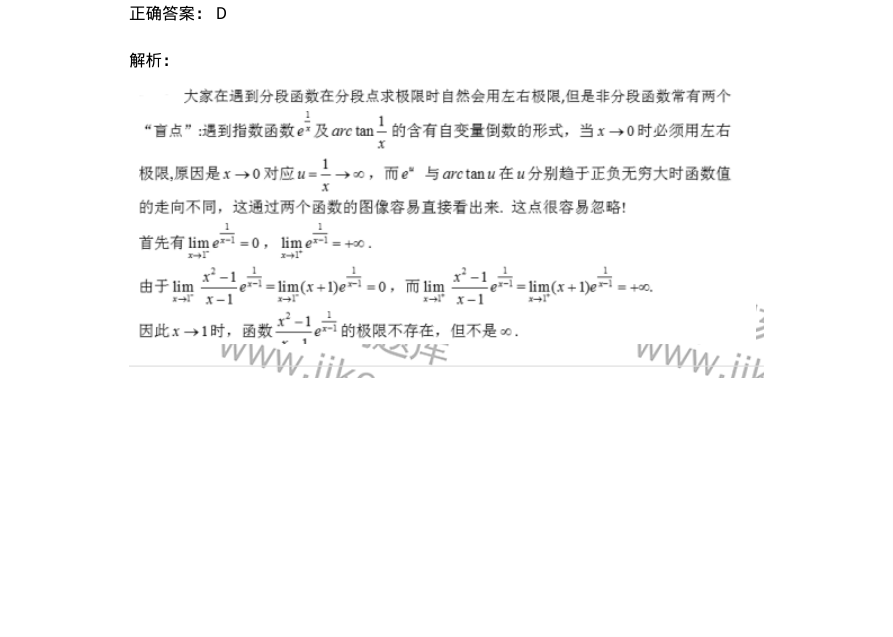 正确答案： D
解析：
大家在遇到分段函数在分段点求极限时自然会用左右极限,但是非分段函数常有两个
“盲点”:遇到指数函数 e^{1/x} 及 arc tan 1/x 的含有自变量倒数的形式，当 x→0 时必须用左右
极限,原因是 x→0 对应 u = 1/x →∞，而 e^u 与 arc tan u 在 u 分别趋于正负无穷大时函数值
的走向不同，这通过两个函数的图像容易直接看出来. 这点很容易忽略!
首先有 lim_{x→1^-} e^{1/(x-1)} = 0， lim_{x→1^+} e^{1/(x-1)} = +∞ .
由于 lim_{x→1^-} (x^2-1)/(x-1) e^{1/(x-1)} = lim_{x→1^-} (x+1)e^{1/(x-1)} = 0，而 lim_{x→1^+} (x^2-1)/(x-1) e^{1/(x-1)} = lim_{x→1^+} (x+1)e^{1/(x-1)} = +∞.
因此 x→1 时，函数 (x^2-1)/(x-1) e^{1/(x-1)} 的极限不存在，但不是 ∞ .